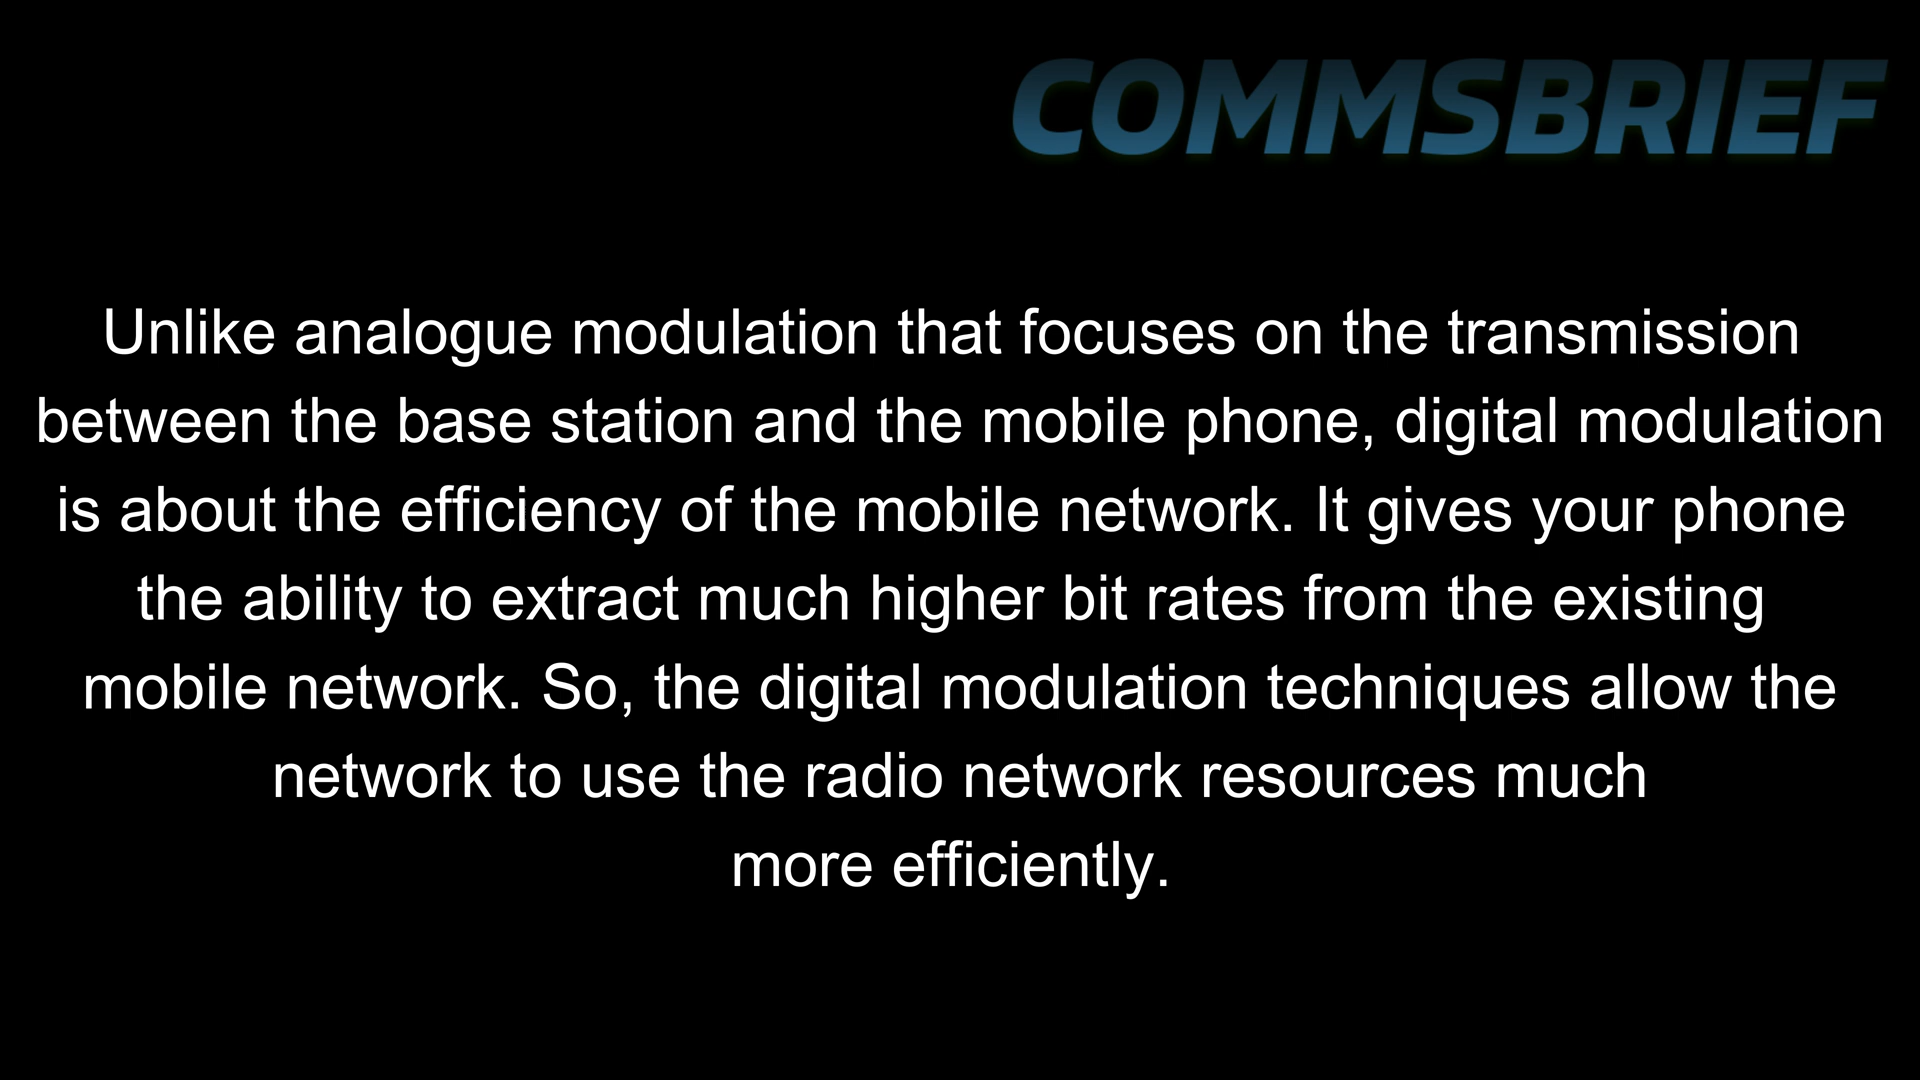 COMMSBRIEF
Unlike analogue modulation that focuses on the transmission
between the base station and the mobile phone, digital modulation
is about the efficiency of the mobile network. It gives your phone
the ability to extract much higher bit rates from the existing
mobile network. So, the digital modulation techniques allow the
network to use the radio network resources much
more efficiently.